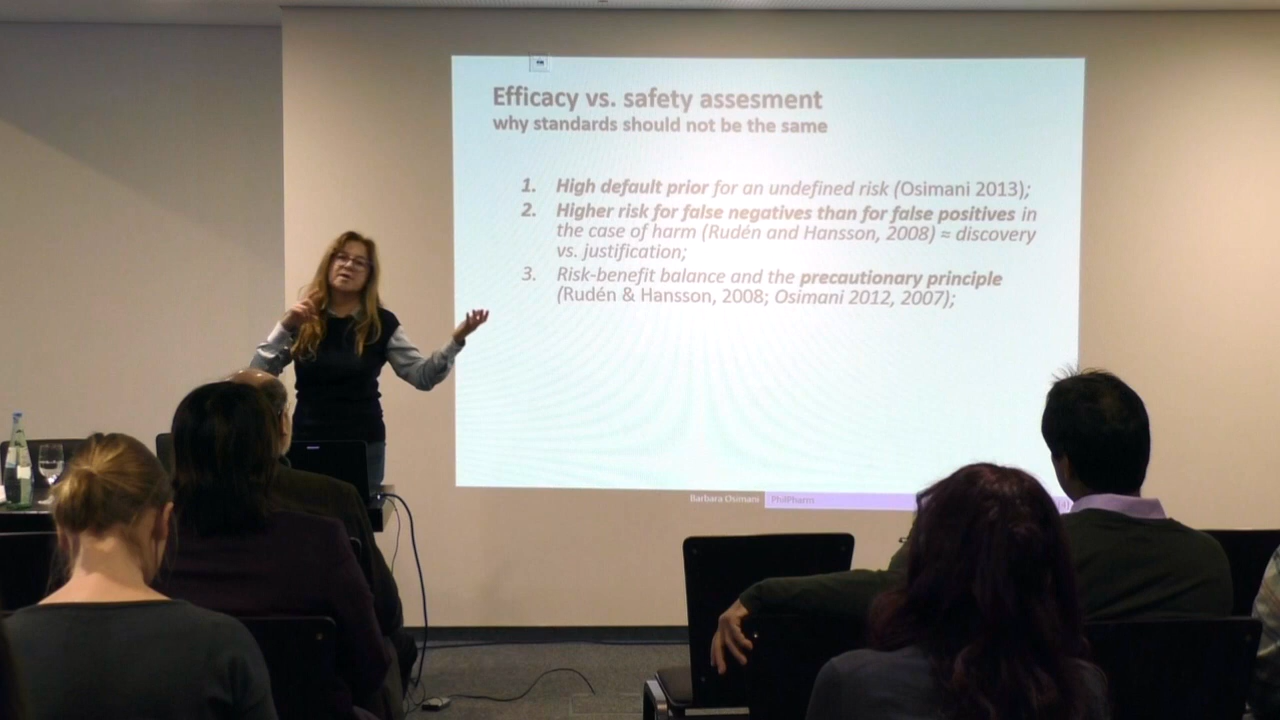 Efficacy vs. safety assesment
why standards should not be the same
1. High default prior for an undefined risk (Osimani 2013);
2. Higher risk for false negatives than for false positives in
the case of harm (Rudén and Hansson, 2008) ≈ discovery
vs. justification;
3. Risk-benefit balance and the precautionary principle
(Rudén & Hansson, 2008; Osimani 2012, 2007);
Barbara Osimani PhilPharm